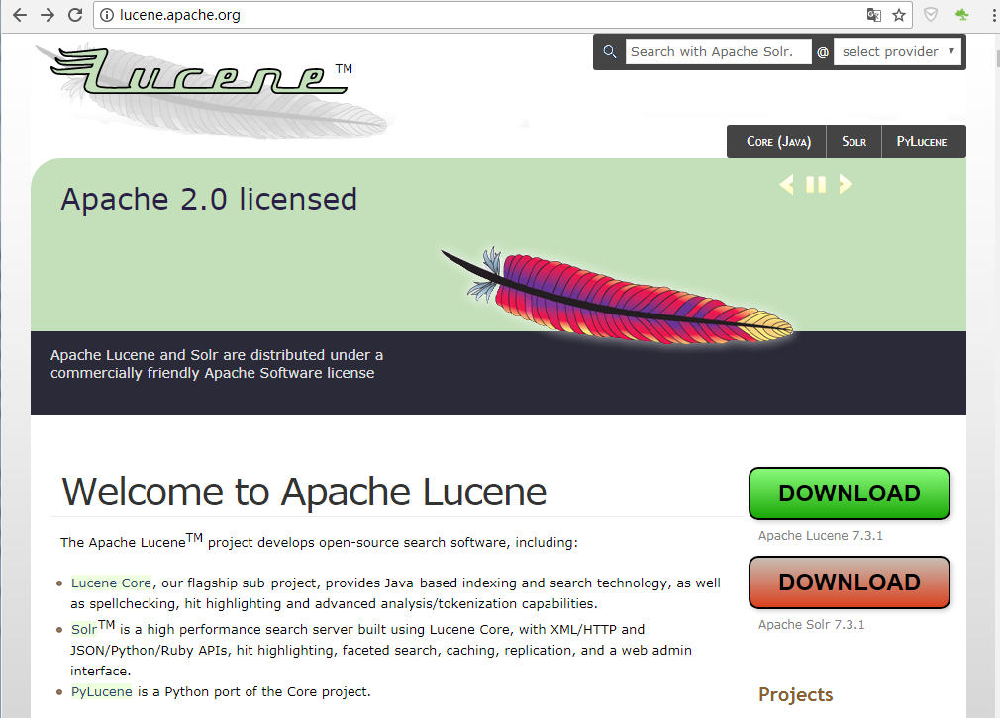 lucene.apache.org
Lucene™
Search with Apache Solr. @ select provider
Core (Java) Solr PyLucene
Apache 2.0 licensed
Apache Lucene and Solr are distributed under a
commercially friendly Apache Software license
Welcome to Apache Lucene
The Apache Lucene™ project develops open-source search software, including:
Lucene Core, our flagship sub-project, provides Java-based indexing and search technology, as well
as spellchecking, hit highlighting and advanced analysis/tokenization capabilities.
Solr™ is a high performance search server built using Lucene Core, with XML/HTTP and
JSON/Python/Ruby APIs, hit highlighting, faceted search, caching, replication, and a web admin
interface.
PyLucene is a Python port of the Core project.
DOWNLOAD
Apache Lucene 7.3.1
DOWNLOAD
Apache Solr 7.3.1
Projects